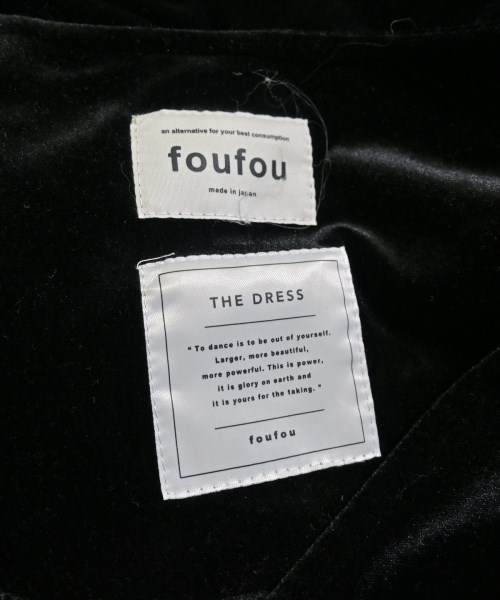 an alternative for your best consumption
foufou
made in japan
THE DRESS
"To dance is to be out of yourself.
Larger, more beautiful,
more powerful. This is power,
it is glory on earth and
it is yours for the taking."
foufou